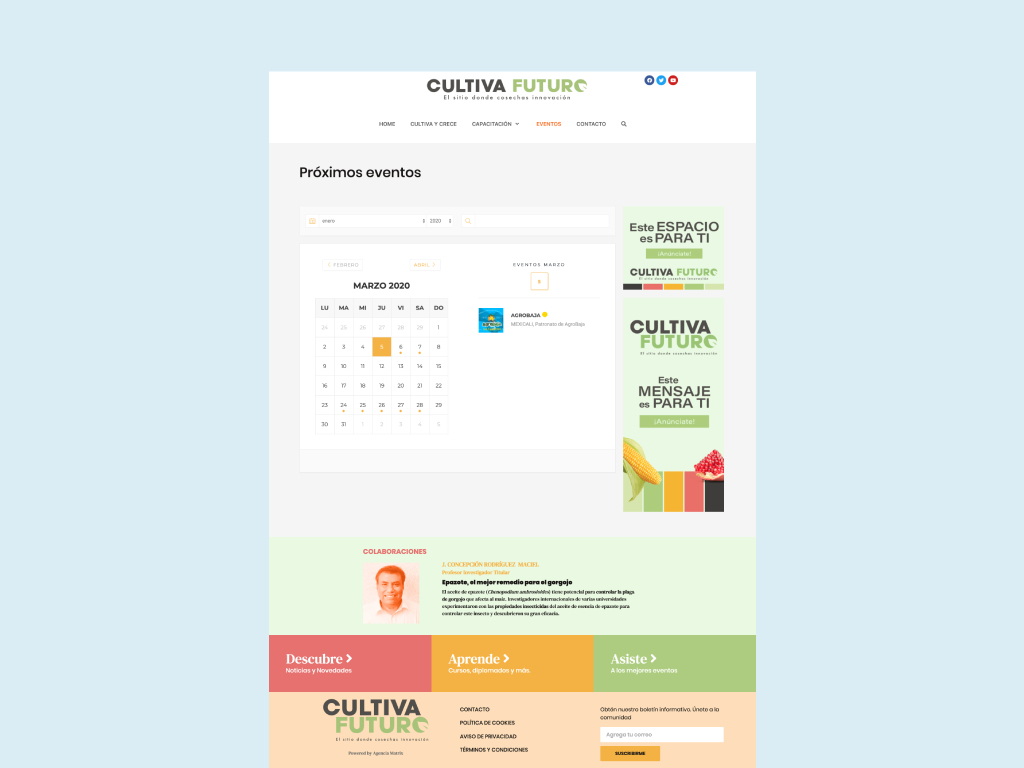 CULTIVA FUTURO
El sitio donde cosechas innovación
HOME CULTIVA Y CRECE CAPACITACIÓN EVENTOS CONTACTO
Próximos eventos
enero 2020
FEBRERO ABRIL
MARZO 2020
LU MA MI JU VI SA DO
24 25 26 27 28 29 1
2 3 4 5 6 7 8
9 10 11 12 13 14 15
16 17 18 19 20 21 22
23 24 25 26 27 28 29
30 31 1 2 3 4 5
EVENTOS MARZO
5
AGROBAJA
MEXICALI, Patronato de AgroBaja
Este ESPACIO
es PARA TI
¡Anúnciate!
CULTIVA FUTURO
El sitio donde cosechas innovación
CULTIVA
FUTURO
El sitio donde cosechas innovación
Este
MENSAJE
es PARA TI
¡Anúnciate!
COLABORACIONES
J. CONCEPCIÓN RODRÍGUEZ MACIEL
Profesor Investigador Titular
Epazote, el mejor remedio para el gorgojo
El aceite de epazote (Chenopodium ambrosioides) tiene potencial para controlar la plaga
de gorgojo que afecta al maíz. Investigadores internacionales de varias universidades
experimentaron con las propiedades insecticidas del aceite de esencia de epazote para
controlar este insecto y descubrieron su gran eficacia.
Descubre
Noticias y Novedades
Aprende
Cursos, diplomados y más.
Asiste
A los mejores eventos
CULTIVA
FUTURO
El sitio donde cosechas innovación
Powered by Agencia Matrix
CONTACTO
POLÍTICA DE COOKIES
AVISO DE PRIVACIDAD
TÉRMINOS Y CONDICIONES
Obtén nuestro boletín informativo. Únete a la
comunidad
Agrega tu correo
SUSCRIBIRME